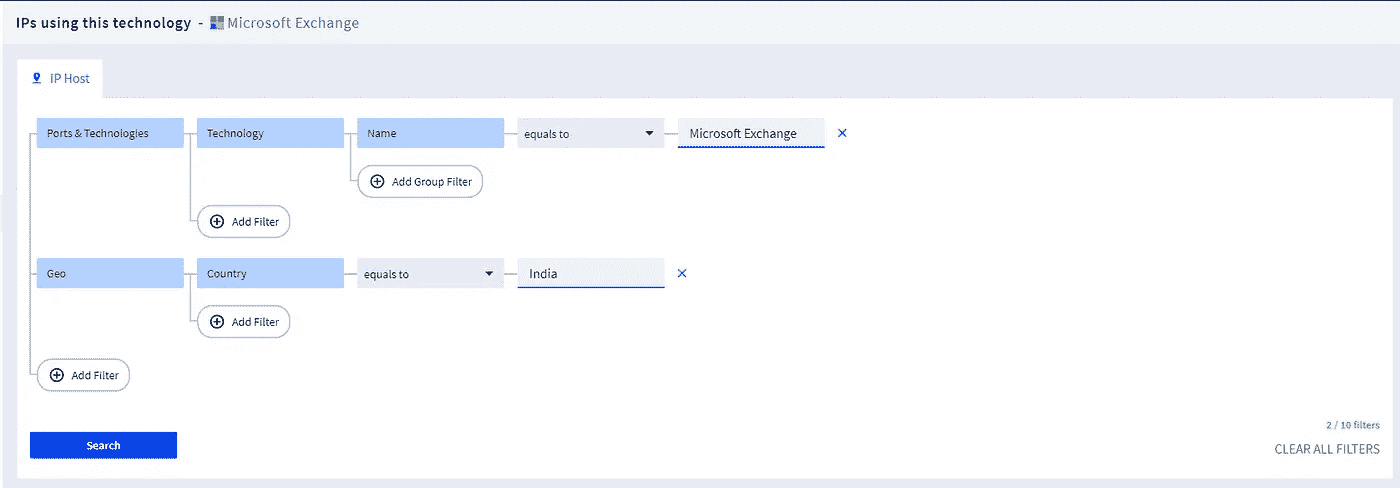 IPs using this technology - Microsoft Exchange
IP Host
Ports & Technologies Technology Name equals to Microsoft Exchange
Add Group Filter
Add Filter
Geo Country equals to India
Add Filter
Add Filter
2 / 10 filters
Search
CLEAR ALL FILTERS